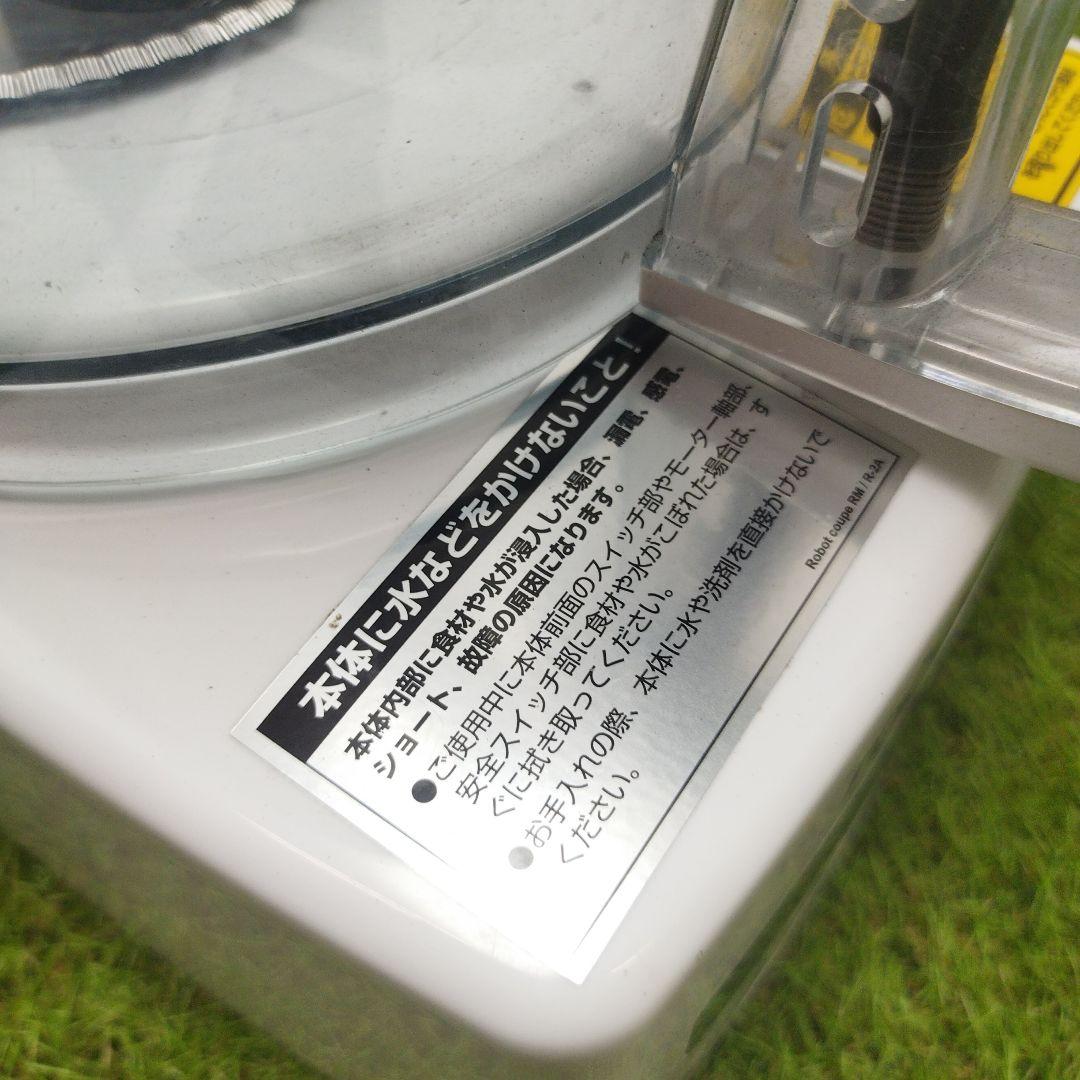 本体に水などをかけないこと！
本体内部に食材や水が浸入した場合、漏電、感電、
ショート、故障の原因になります。
●ご使用中に本体前面のスイッチ部やモーター軸部、
安全スイッチ部に食材や水がこぼれた場合は、す
ぐに拭き取ってください。
●お手入れの際、本体に水や洗剤を直接かけないで
ください。
Robot coupe RM / R-2A